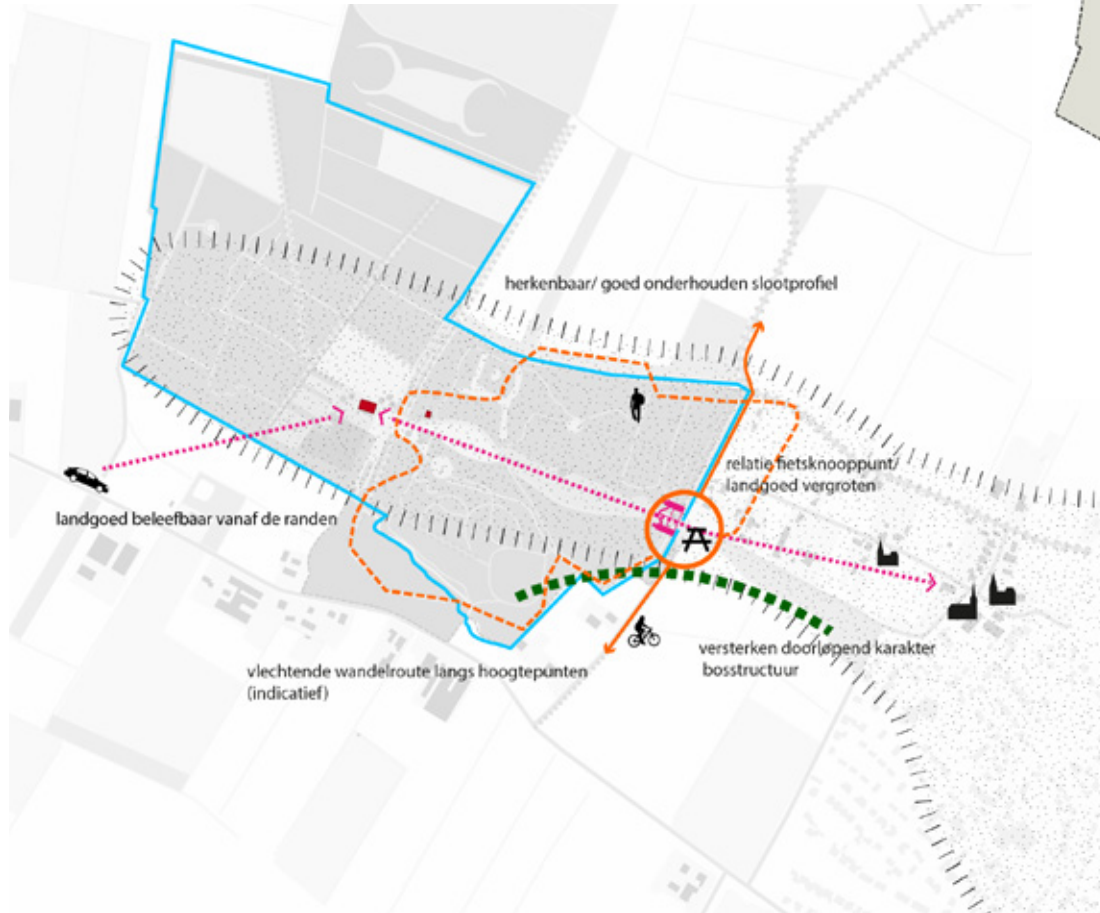 herkenbaar/ goed onderhouden slootprofiel
relatie fietsknooppunt/
landgoed vergroten
landgoed beleefbaar vanaf de randen
versterken doorlopend karakter
bosstructuur
vlechtende wandelroute langs hoogtepunten
(indicatief)